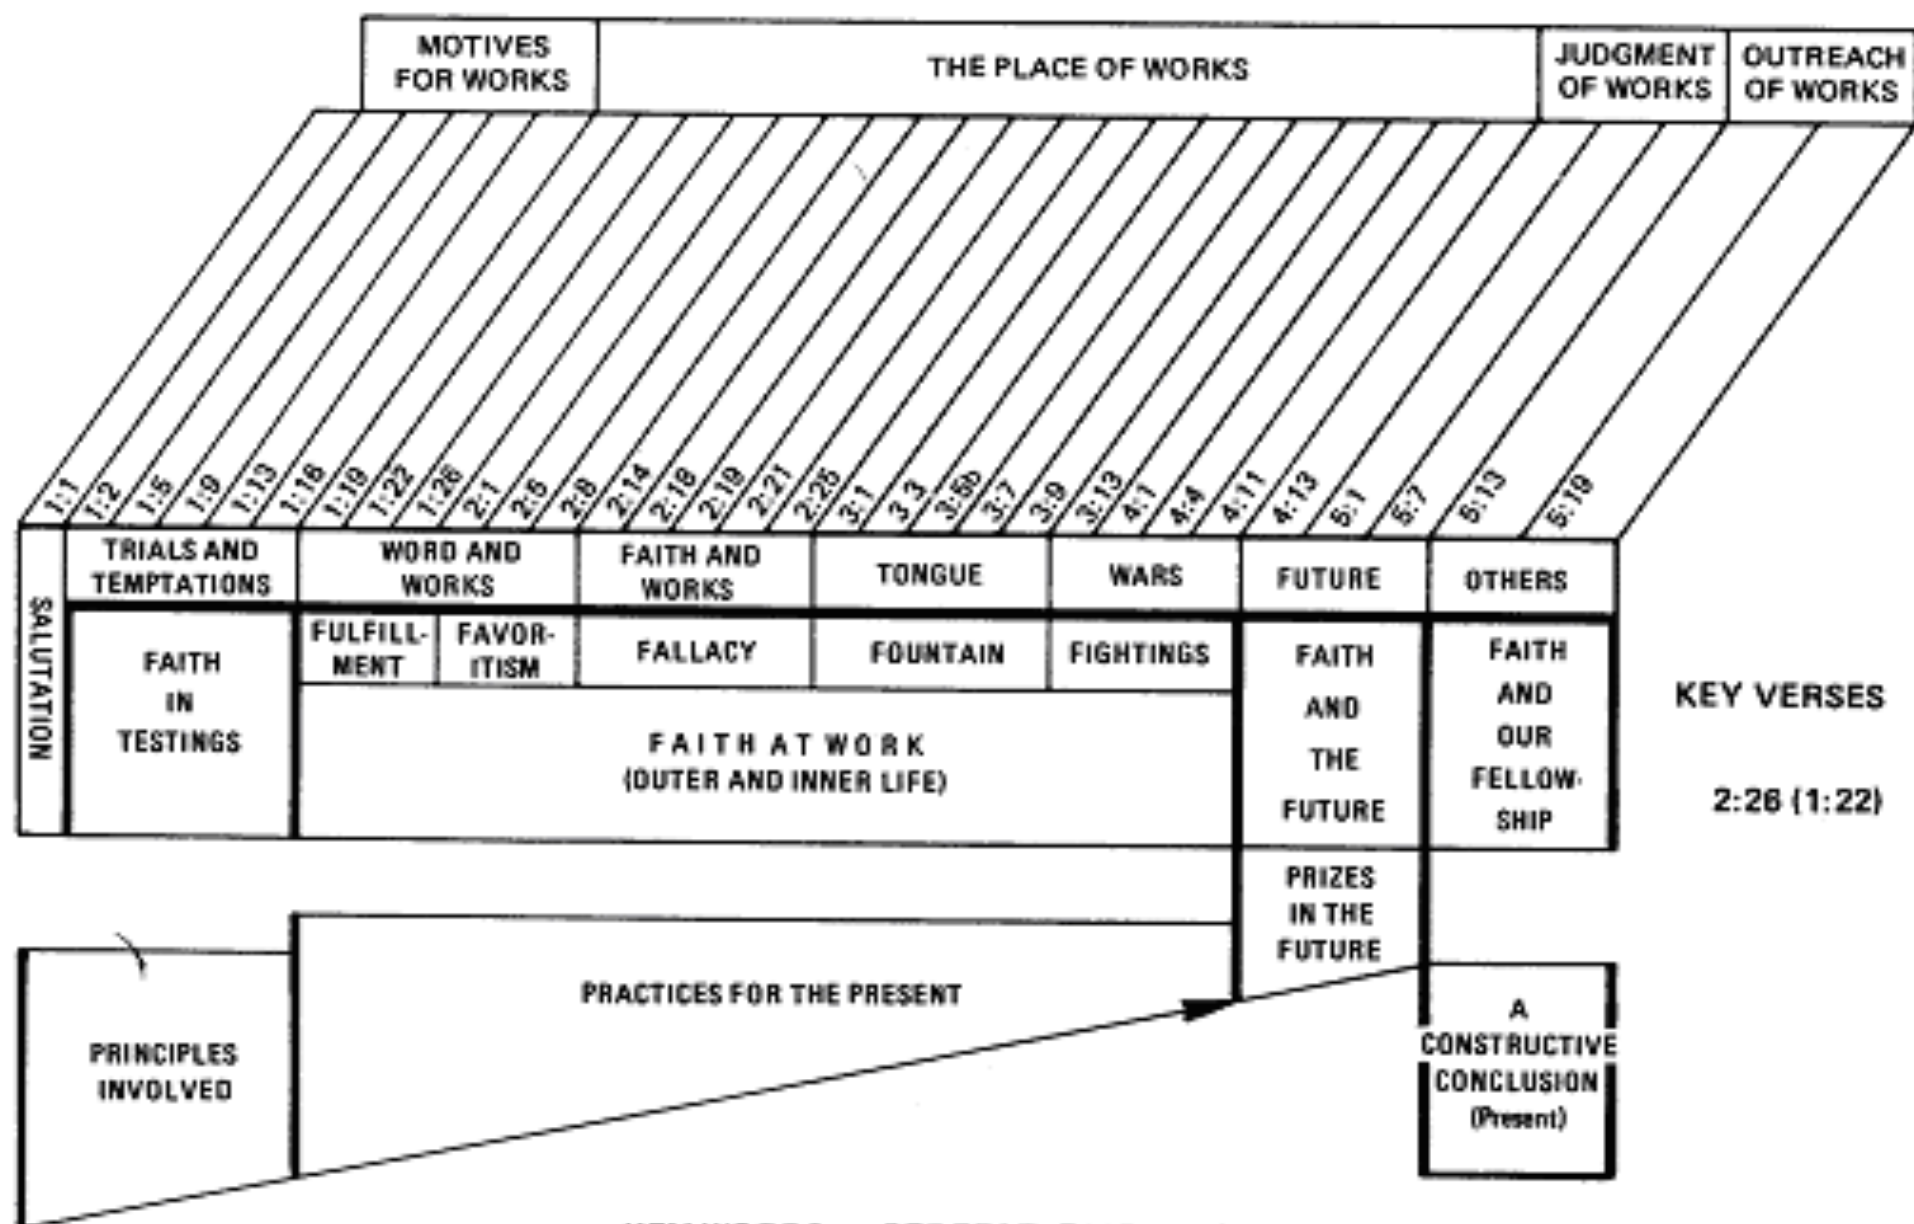 MOTIVES
FOR WORKS
THE PLACE OF WORKS
JUDGMENT
OF WORKS
OUTREACH
OF WORKS
1:1
1:2
1:5
1:9
1:13
1:16
1:19
1:22
1:26
2:1
2:5
2:8
2:14
2:18
2:19
2:21
2:25
3:1
3 3
3:5b
3:7
3:9
3:13
4:1
4:4
4:11
4:13
5:1
5:7
5:13
5:19
SALUTATION
TRIALS AND
TEMPTATIONS
WORD AND
WORKS
FAITH AND
WORKS
TONGUE
WARS
FUTURE
OTHERS
FAITH
IN
TESTINGS
FULFILL-
MENT
FAVOR-
ITISM
FALLACY
FOUNTAIN
FIGHTINGS
FAITH AT WORK
(OUTER AND INNER LIFE)
FAITH
AND
THE
FUTURE
FAITH
AND
OUR
FELLOW-
SHIP
KEY VERSES
2:26 (1:22)
PRINCIPLES
INVOLVED
PRACTICES FOR THE PRESENT
PRIZES
IN THE
FUTURE
A
CONSTRUCTIVE
CONCLUSION
(Present)